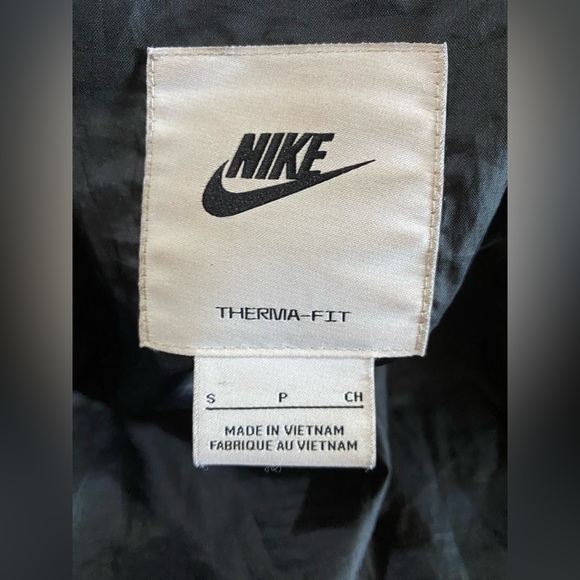 NIKE
THERMA-FIT
S P CH
MADE IN VIETNAM
FABRIQUE AU VIETNAM